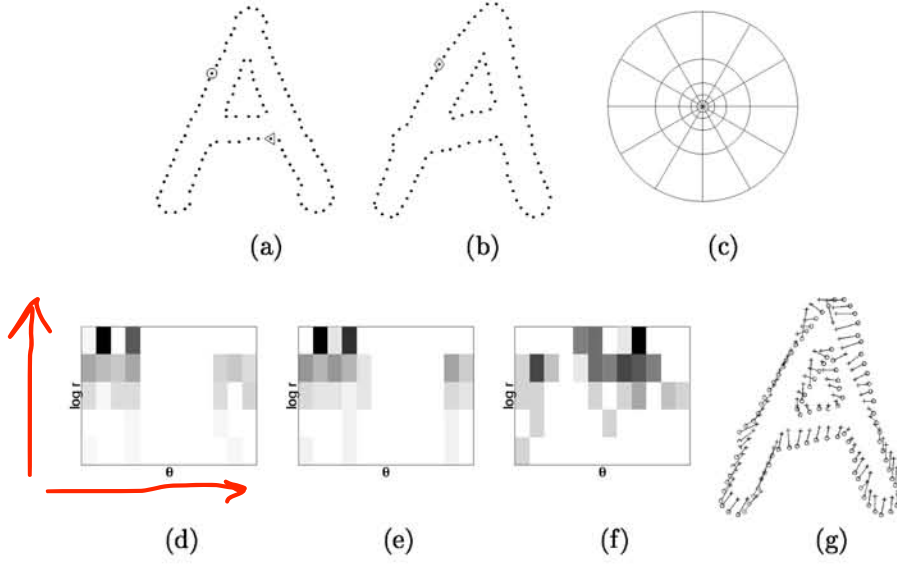 (a) (b) (c)
log r log r log r
θ θ θ
(d) (e) (f) (g)